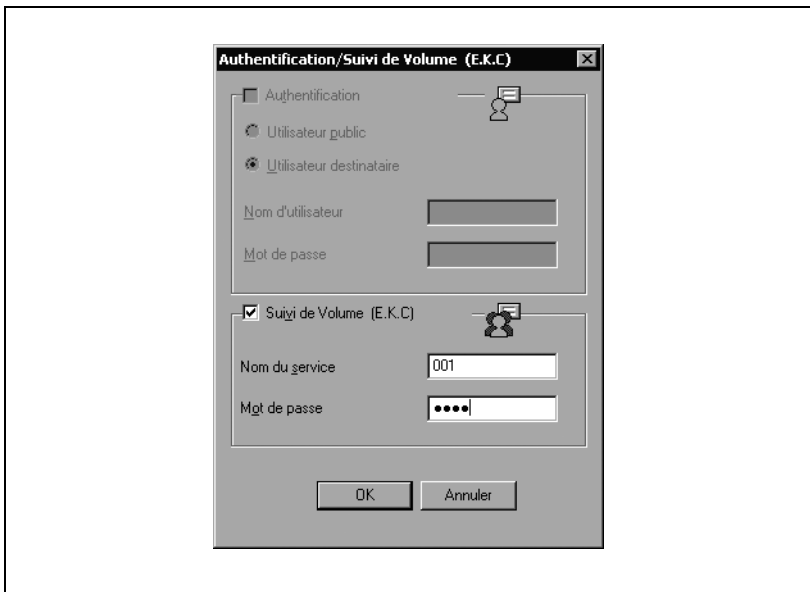 Authentification/Suivi de Volume (E.K.C)
Authentification
Utilisateur public
Utilisateur destinataire
Nom d'utilisateur
Mot de passe
Suivi de Volume (E.K.C)
Nom du service 001
Mot de passe ●●●●
OK Annuler